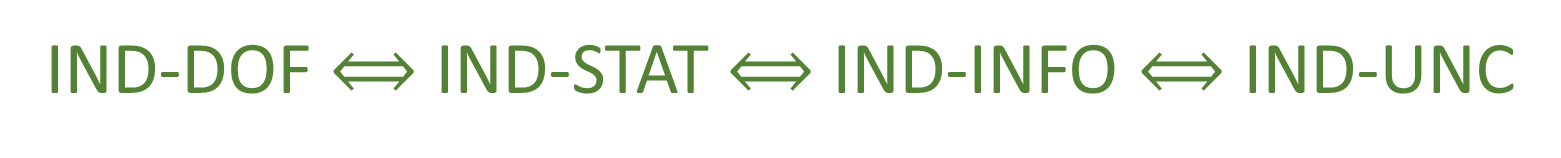 IND-DOF ⟺ IND-STAT ⟺ IND-INFO ⟺ IND-UNC